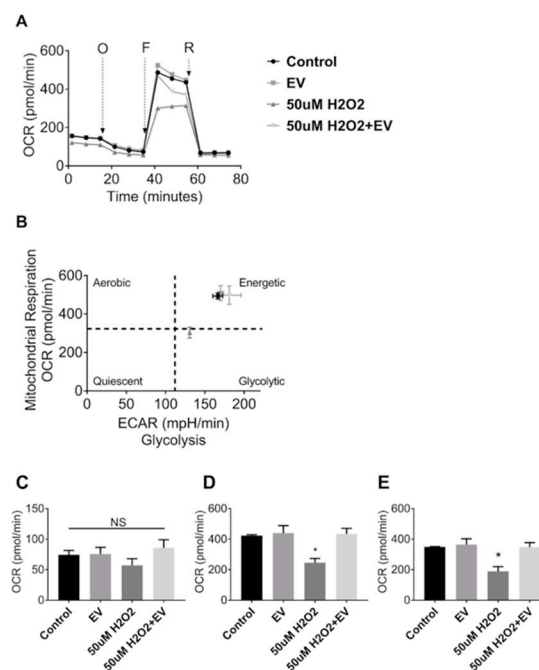 A
O F R
600
400
200
0
OCR (pmol/min)
0 20 40 60 80
Time (minutes)
Control
EV
50uM H2O2
50uM H2O2+EV
B
Mitochondrial Respiration
OCR (pmol/min)
600
400
200
0
Aerobic Energetic
Quiescent Glycolytic
0 50 100 150 200
ECAR (mpH/min)
Glycolysis
C
OCR (pmol/min)
150
100
50
0
NS
Control
EV
50uM H2O2
50uM H2O2+EV
D
OCR (pmol/min)
600
400
200
0
*
Control
EV
50uM H2O2
50uM H2O2+EV
E
OCR (pmol/min)
600
400
200
0
*
Control
EV
50uM H2O2
50uM H2O2+EV